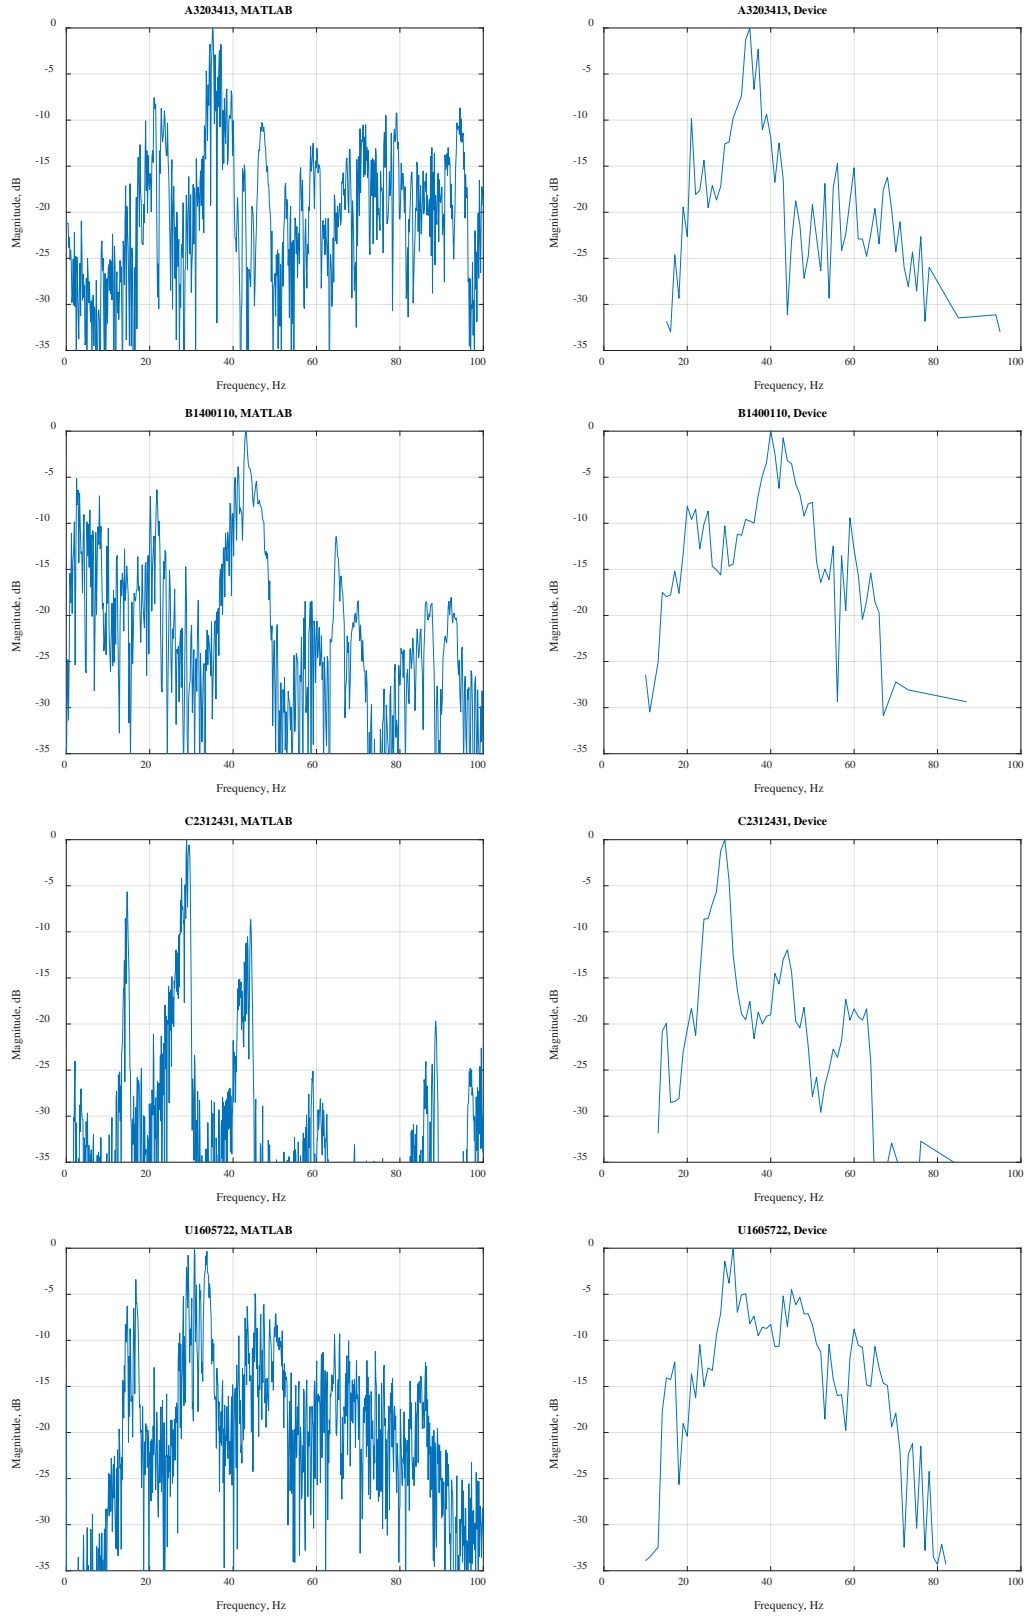 A3203413, MATLAB
0
-5
-10
-15
-20
-25
-30
-35
Magnitude, dB
0 20 40 60 80 100
Frequency, Hz
A3203413, Device
0
-5
-10
-15
-20
-25
-30
-35
Magnitude, dB
0 20 40 60 80 100
Frequency, Hz
B1400110, MATLAB
0
-5
-10
-15
-20
-25
-30
-35
Magnitude, dB
0 20 40 60 80 100
Frequency, Hz
B1400110, Device
0
-5
-10
-15
-20
-25
-30
-35
Magnitude, dB
0 20 40 60 80 100
Frequency, Hz
C2312431, MATLAB
0
-5
-10
-15
-20
-25
-30
-35
Magnitude, dB
0 20 40 60 80 100
Frequency, Hz
C2312431, Device
0
-5
-10
-15
-20
-25
-30
-35
Magnitude, dB
0 20 40 60 80 100
Frequency, Hz
U1605722, MATLAB
0
-5
-10
-15
-20
-25
-30
-35
Magnitude, dB
0 20 40 60 80 100
Frequency, Hz
U1605722, Device
0
-5
-10
-15
-20
-25
-30
-35
Magnitude, dB
0 20 40 60 80 100
Frequency, Hz